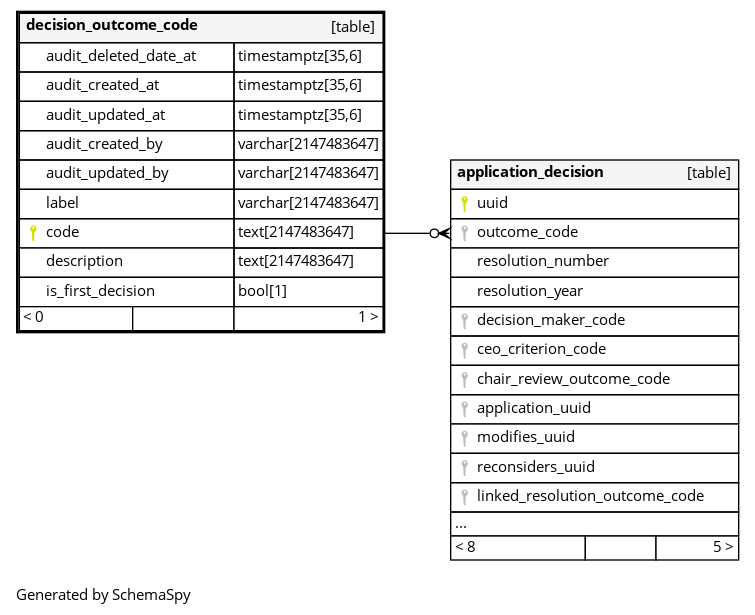 decision_outcome_code [table]
audit_deleted_date_at timestamptz[35,6]
audit_created_at timestamptz[35,6]
audit_updated_at timestamptz[35,6]
audit_created_by varchar[2147483647]
audit_updated_by varchar[2147483647]
label varchar[2147483647]
code text[2147483647]
description text[2147483647]
is_first_decision bool[1]
< 0 1 >
application_decision [table]
uuid
outcome_code
resolution_number
resolution_year
decision_maker_code
ceo_criterion_code
chair_review_outcome_code
application_uuid
modifies_uuid
reconsiders_uuid
linked_resolution_outcome_code
...
< 8 5 >
Generated by SchemaSpy